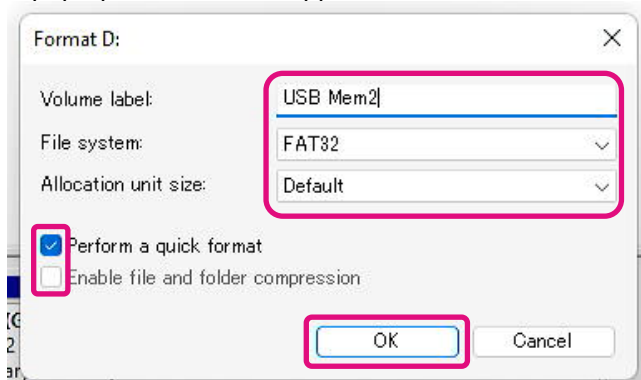 Format D:
Volume label: USB Mem2
File system: FAT32
Allocation unit size: Default
Perform a quick format
Enable file and folder compression
OK Cancel